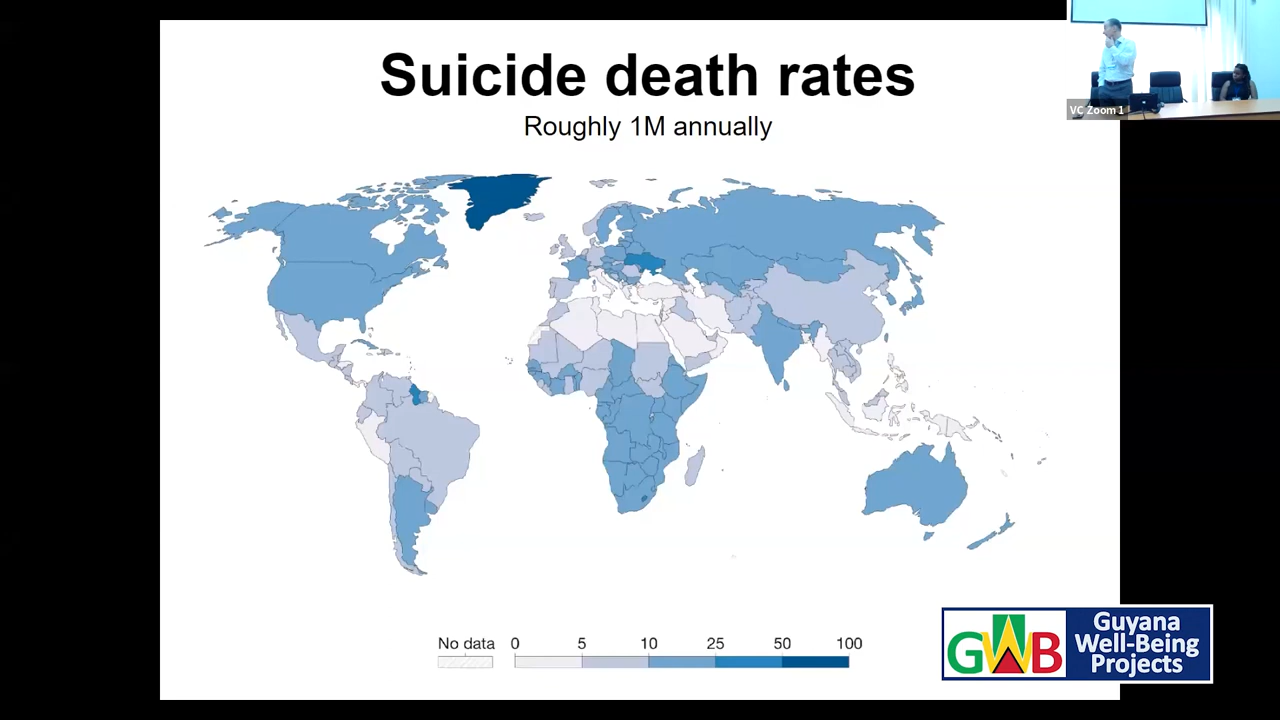 Suicide death rates
Roughly 1M annually
VC Zoom 1
No data 0 5 10 25 50 100
GWB
Guyana
Well-Being
Projects